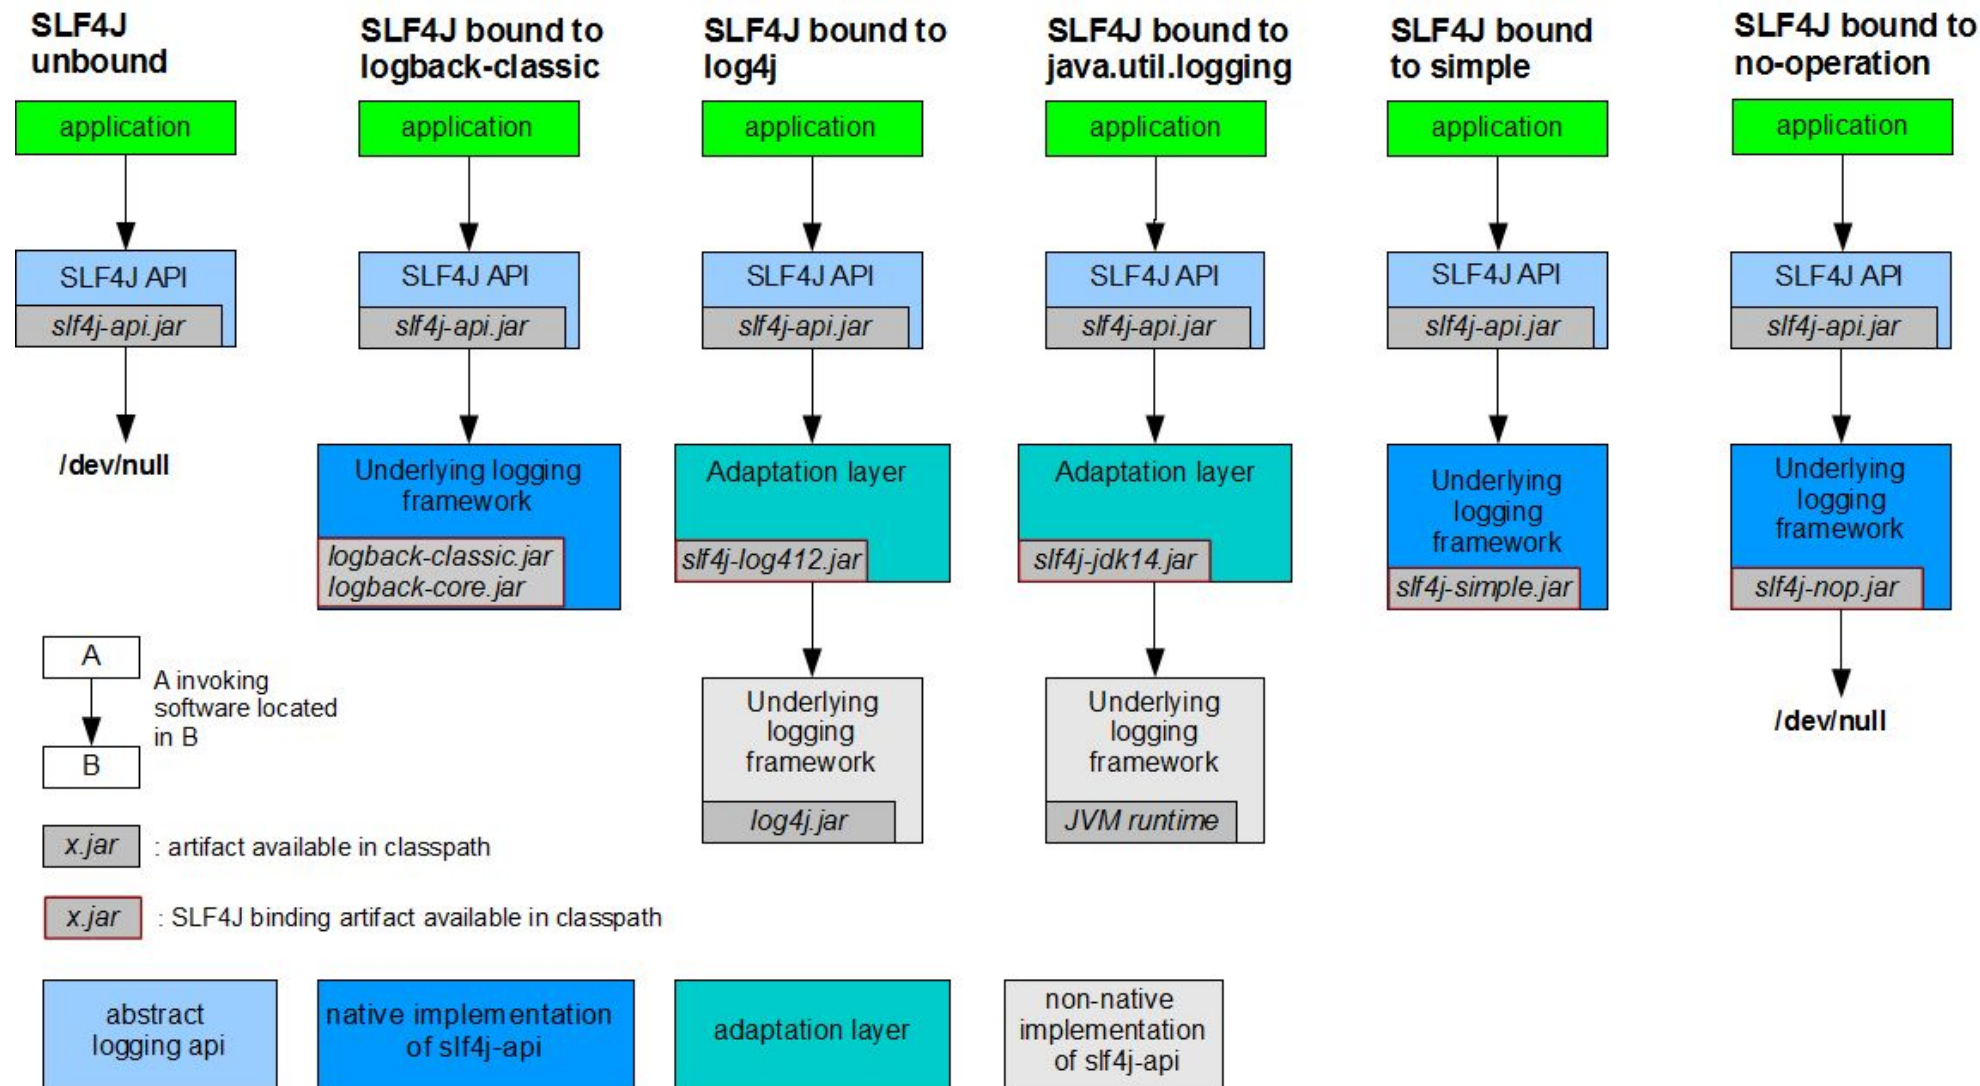 SLF4J
unbound
SLF4J bound to
logback-classic
SLF4J bound to
log4j
SLF4J bound to
java.util.logging
SLF4J bound
to simple
SLF4J bound to
no-operation
application
application
application
application
application
application
SLF4J API
slf4j-api.jar
SLF4J API
slf4j-api.jar
SLF4J API
slf4j-api.jar
SLF4J API
slf4j-api.jar
SLF4J API
slf4j-api.jar
SLF4J API
slf4j-api.jar
/dev/null
Underlying logging
framework
logback-classic.jar
logback-core.jar
Adaptation layer
slf4j-log412.jar
Adaptation layer
slf4j-jdk14.jar
Underlying
logging
framework
slf4j-simple.jar
Underlying
logging
framework
slf4j-nop.jar
A
B
A invoking
software located
in B
Underlying
logging
framework
log4j.jar
Underlying
logging
framework
JVM runtime
/dev/null
x.jar
: artifact available in classpath
x.jar
: SLF4J binding artifact available in classpath
abstract
logging api
native implementation
of slf4j-api
adaptation layer
non-native
implementation
of slf4j-api